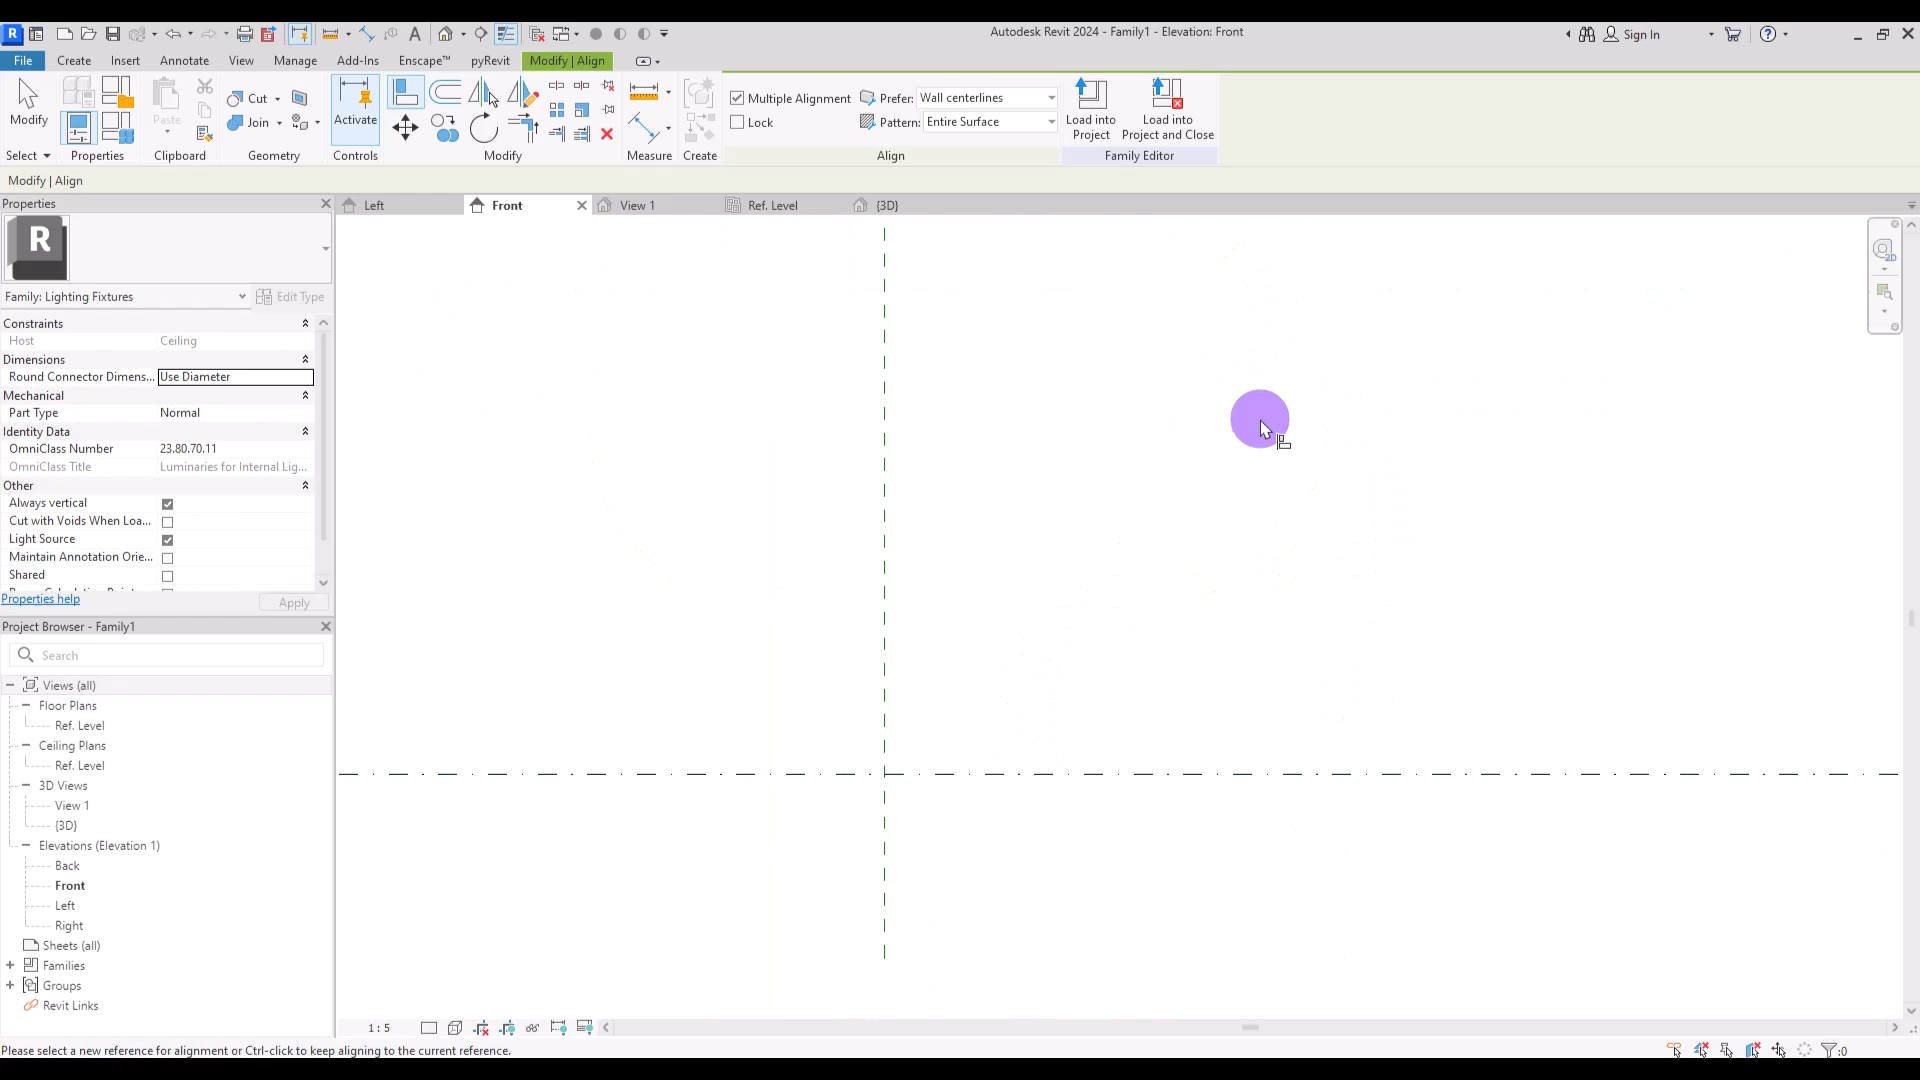 Autodesk Revit 2024 - Family1 - Elevation: Front
Sign In
File Create Insert Annotate View Manage Add-Ins Enscape™ pyRevit Modify | Align
Modify
Paste
Cut
Join
Activate
Multiple Alignment
Lock
Prefer: Wall centerlines
Pattern: Entire Surface
Load into Project
Load into Project and Close
Select Properties Clipboard Geometry Controls Modify Measure Create Align Family Editor
Modify | Align
Properties
Left Front View 1 Ref. Level {3D}
R
Family: Lighting Fixtures Edit Type
Constraints
Host Ceiling
Dimensions
Round Connector Dimens... Use Diameter
Mechanical
Part Type Normal
Identity Data
OmniClass Number 23.80.70.11
OmniClass Title Luminaries for Internal Lig...
Other
Always vertical
Cut with Voids When Loa...
Light Source
Maintain Annotation Orie...
Shared
Properties help Apply
Project Browser - Family1
Search
Views (all)
Floor Plans
Ref. Level
Ceiling Plans
Ref. Level
3D Views
View 1
{3D}
Elevations (Elevation 1)
Back
Front
Left
Right
Sheets (all)
Families
Groups
Revit Links
1 : 5
Please select a new reference for alignment or Ctrl-click to keep aligning to the current reference.
:0